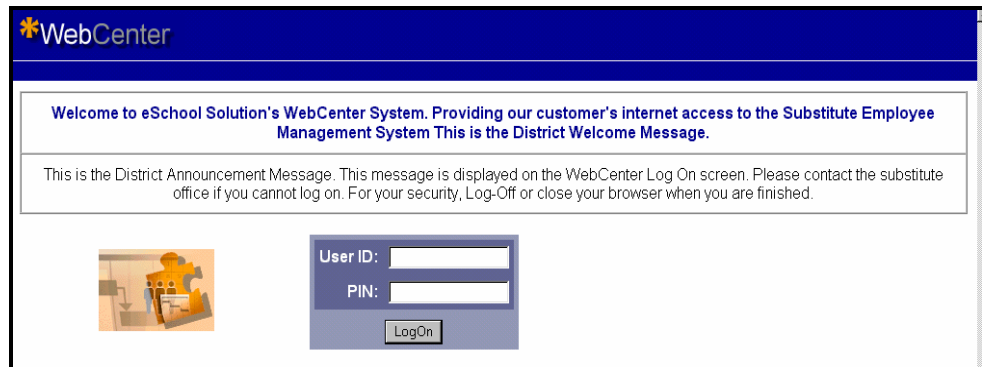 *WebCenter
Welcome to eSchool Solution's WebCenter System. Providing our customer's internet access to the Substitute Employee
Management System This is the District Welcome Message.
This is the District Announcement Message. This message is displayed on the WebCenter Log On screen. Please contact the substitute
office if you cannot log on. For your security, Log-Off or close your browser when you are finished.
User ID:
PIN:
LogOn